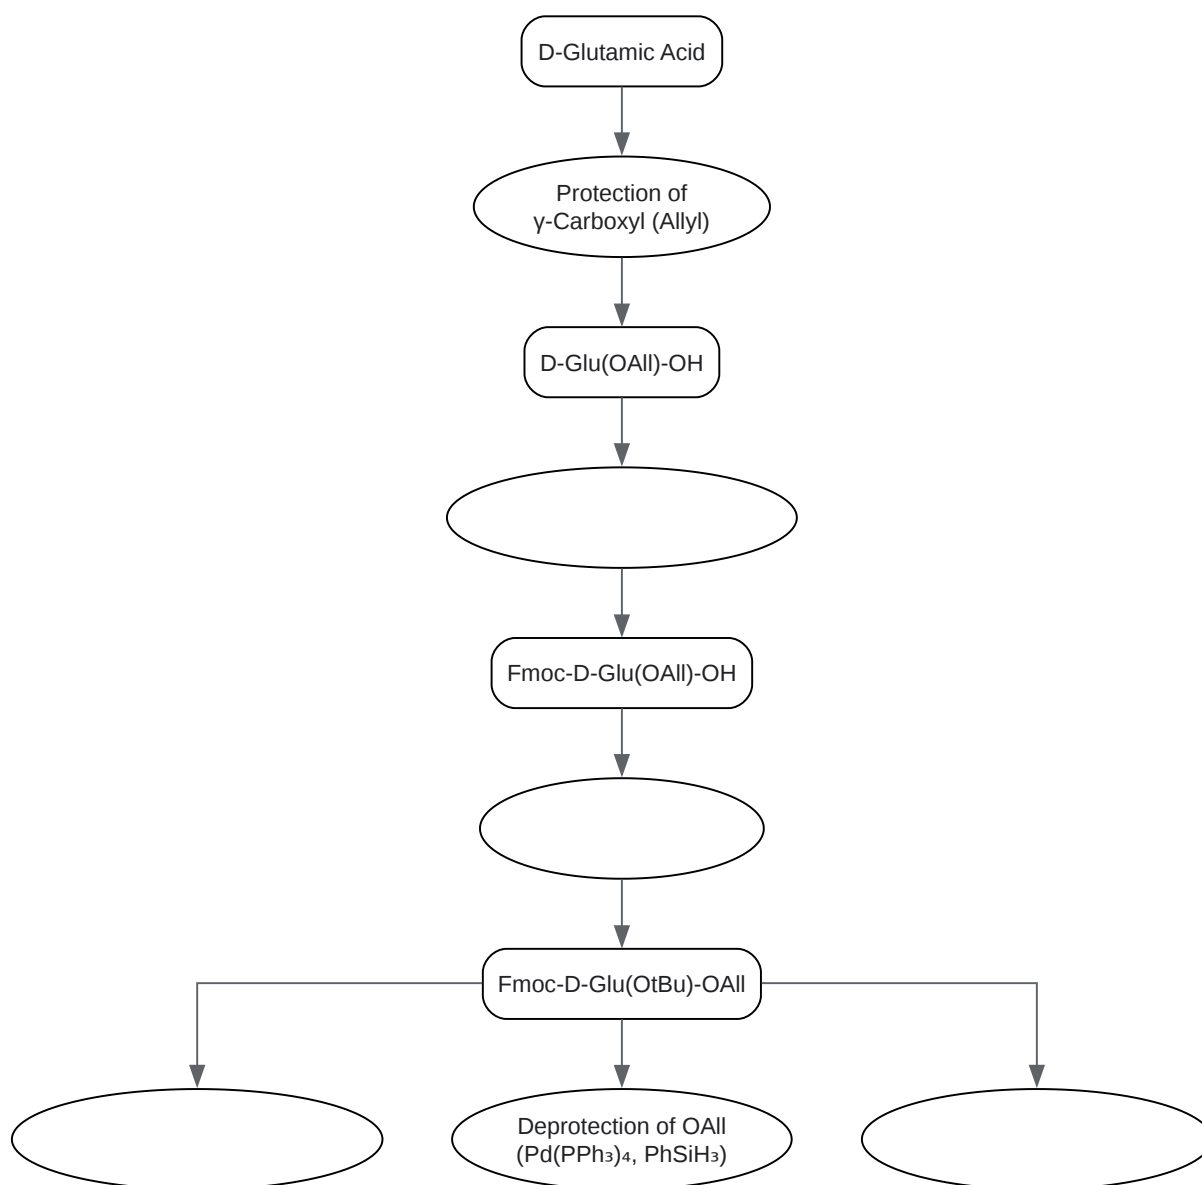 D-Glutamic Acid
Protection of
γ-Carboxyl (Allyl)
D-Glu(OAll)-OH
Fmoc-D-Glu(OAll)-OH
Fmoc-D-Glu(OtBu)-OAll
Deprotection of OAll
(Pd(PPh₃)₄, PhSiH₃)